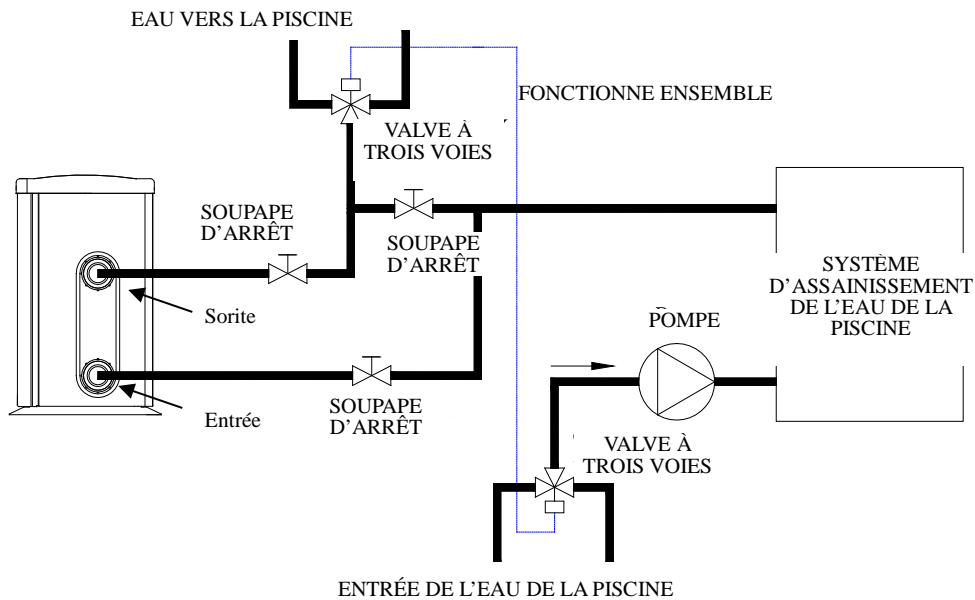 EAU VERS LA PISCINE
FONCTIONNE ENSEMBLE
VALVE À
TROIS VOIES
SOUPAPE
D'ARRÊT
SOUPAPE
D'ARRÊT
SYSTÈME
D'ASSAINISSEMENT
DE L'EAU DE LA
PISCINE
Sorite
POMPE
Entrée
SOUPAPE
D'ARRÊT
VALVE À
TROIS VOIES
ENTRÉE DE L'EAU DE LA PISCINE